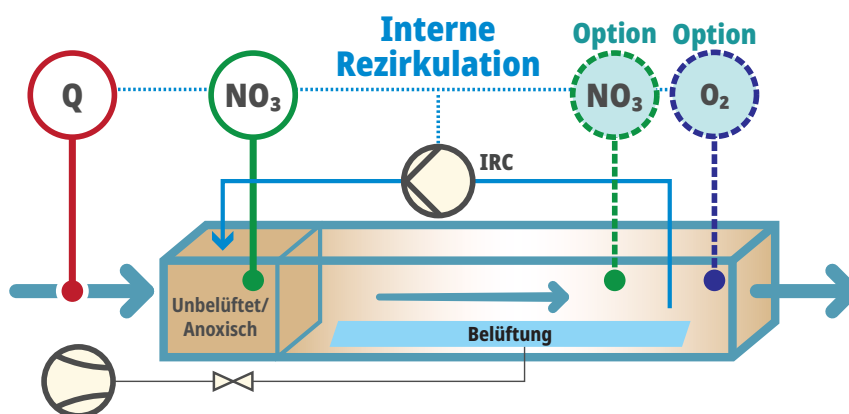 Interne
Rezirkulation
Option
Option
Q
NO₃
NO₃
O₂
IRC
Unbelüftet/
Anoxisch
Belüftung